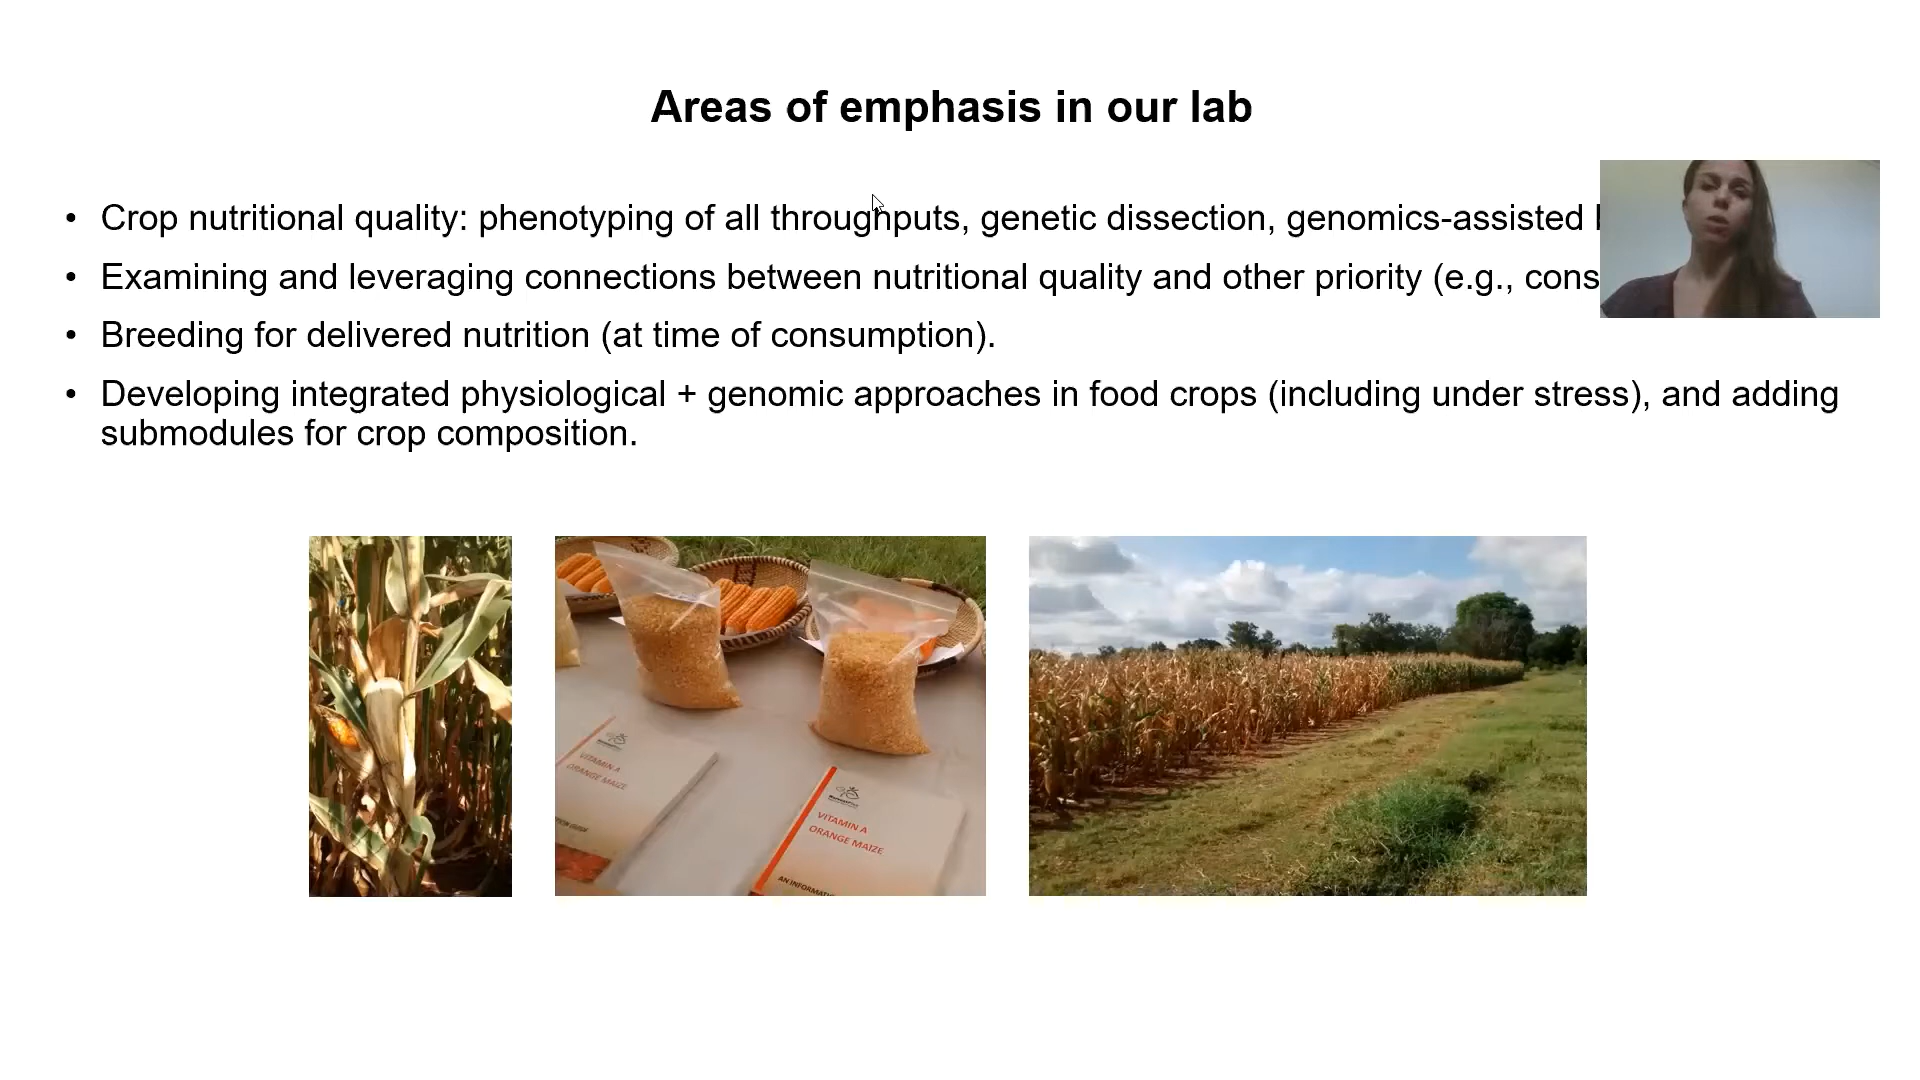 Areas of emphasis in our lab
• Crop nutritional quality: phenotyping of all throughputs, genetic dissection, genomics-assisted
• Examining and leveraging connections between nutritional quality and other priority (e.g., cons
• Breeding for delivered nutrition (at time of consumption).
• Developing integrated physiological + genomic approaches in food crops (including under stress), and adding
submodules for crop composition.
VITAMIN A
ORANGE MAIZE
VITAMIN A
ORANGE MAIZE
AN INFORMATI